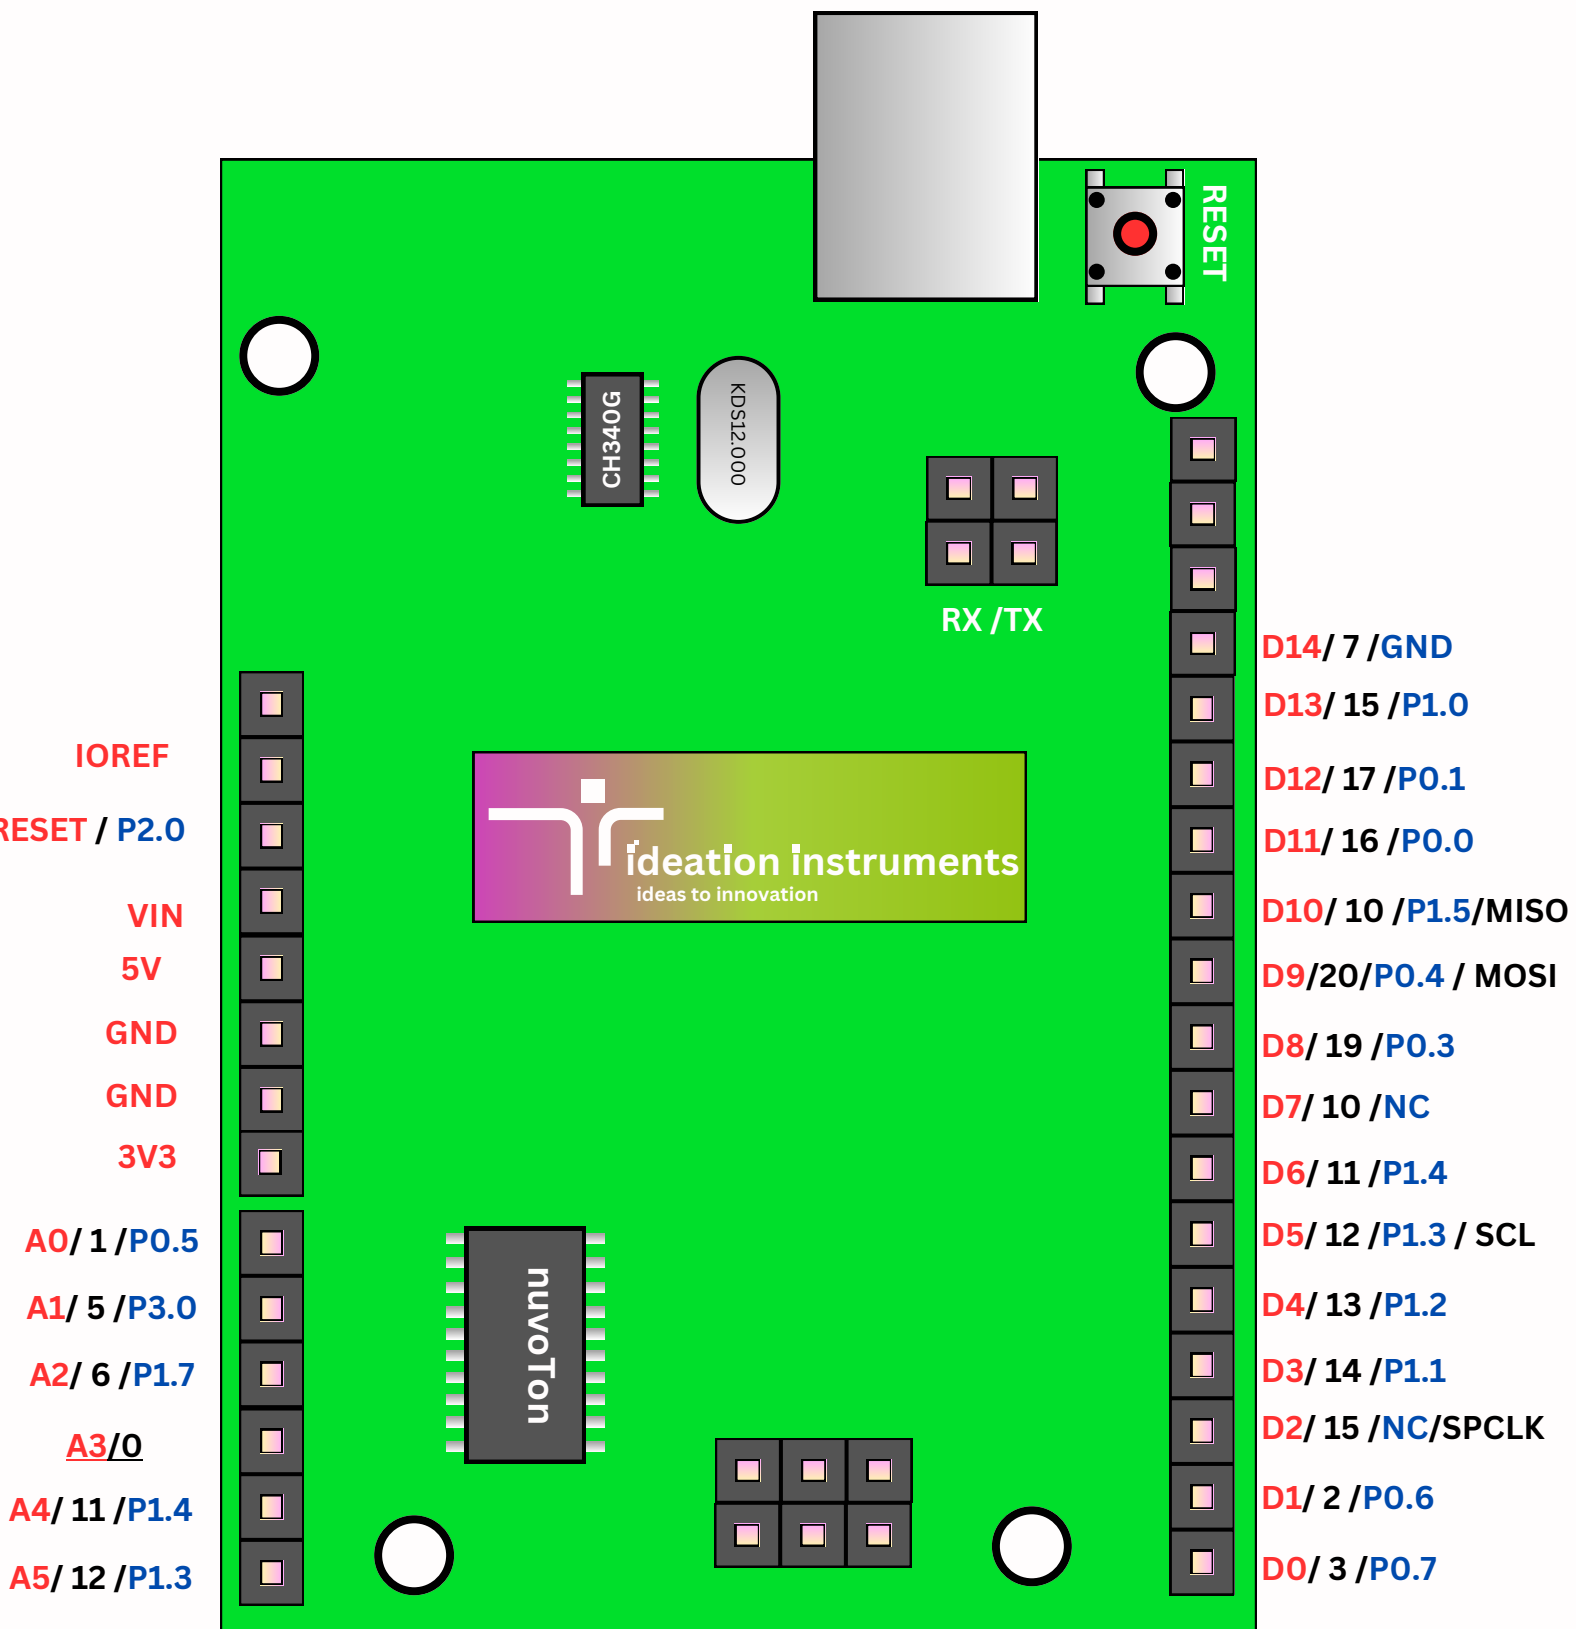 RESET
CH340G
KDS12.000
RX /TX
IOREF
RESET / P2.0
VIN
5V
GND
GND
3V3
A0/ 1 /P0.5
A1/ 5 /P3.0
A2/ 6 /P1.7
A3/0
A4/ 11 /P1.4
A5/ 12 /P1.3
ideation instruments
ideas to innovation
nuvoTon
D14/ 7 /GND
D13/ 15 /P1.0
D12/ 17 /P0.1
D11/ 16 /P0.0
D10/ 10 /P1.5/MISO
D9/20/P0.4 / MOSI
D8/ 19 /P0.3
D7/ 10 /NC
D6/ 11 /P1.4
D5/ 12 /P1.3 / SCL
D4/ 13 /P1.2
D3/ 14 /P1.1
D2/ 15 /NC/SPCLK
D1/ 2 /P0.6
D0/ 3 /P0.7